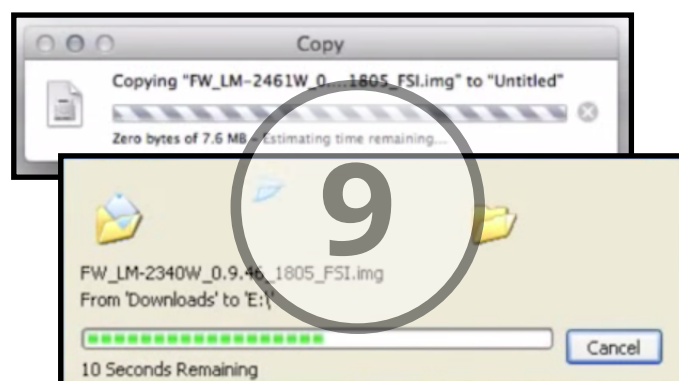 Copy
Copying "FW_LM-2461W_0....1805_FSI.img" to "Untitled"
Zero bytes of 7.6 MB - Estimating time remaining...
9
FW_LM-2340W_0.9.46_1805_FSI.img
From 'Downloads' to 'E:\'
Cancel
10 Seconds Remaining